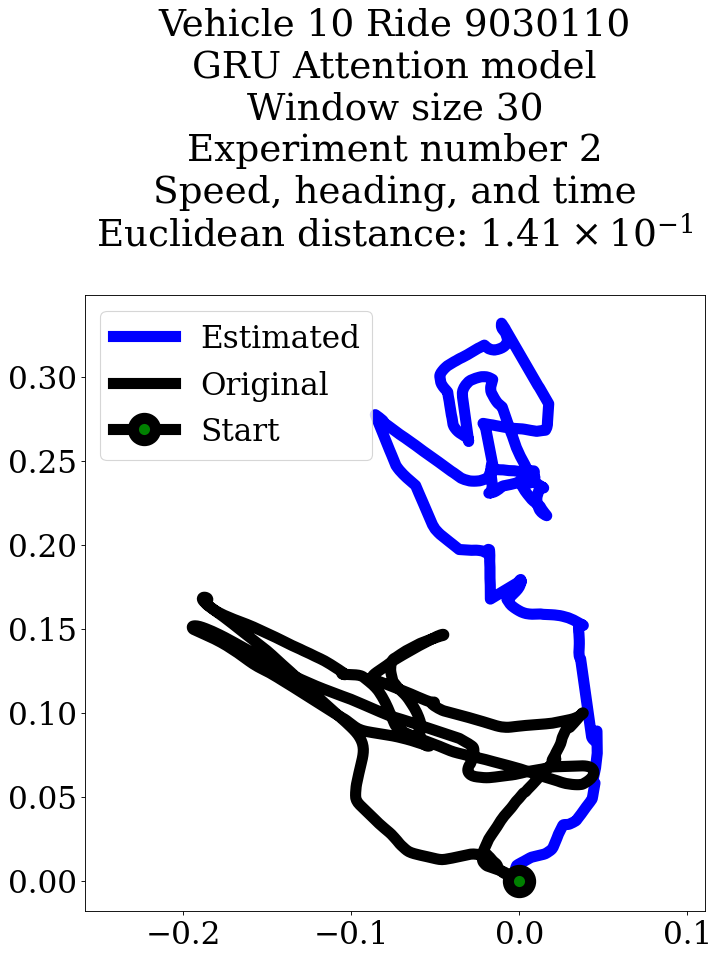 Vehicle 10 Ride 9030110
GRU Attention model
Window size 30
Experiment number 2
Speed, heading, and time
Euclidean distance: 1.41 × 10⁻¹
Estimated
Original
Start
0.30
0.25
0.20
0.15
0.10
0.05
0.00
−0.2 −0.1 0.0 0.1